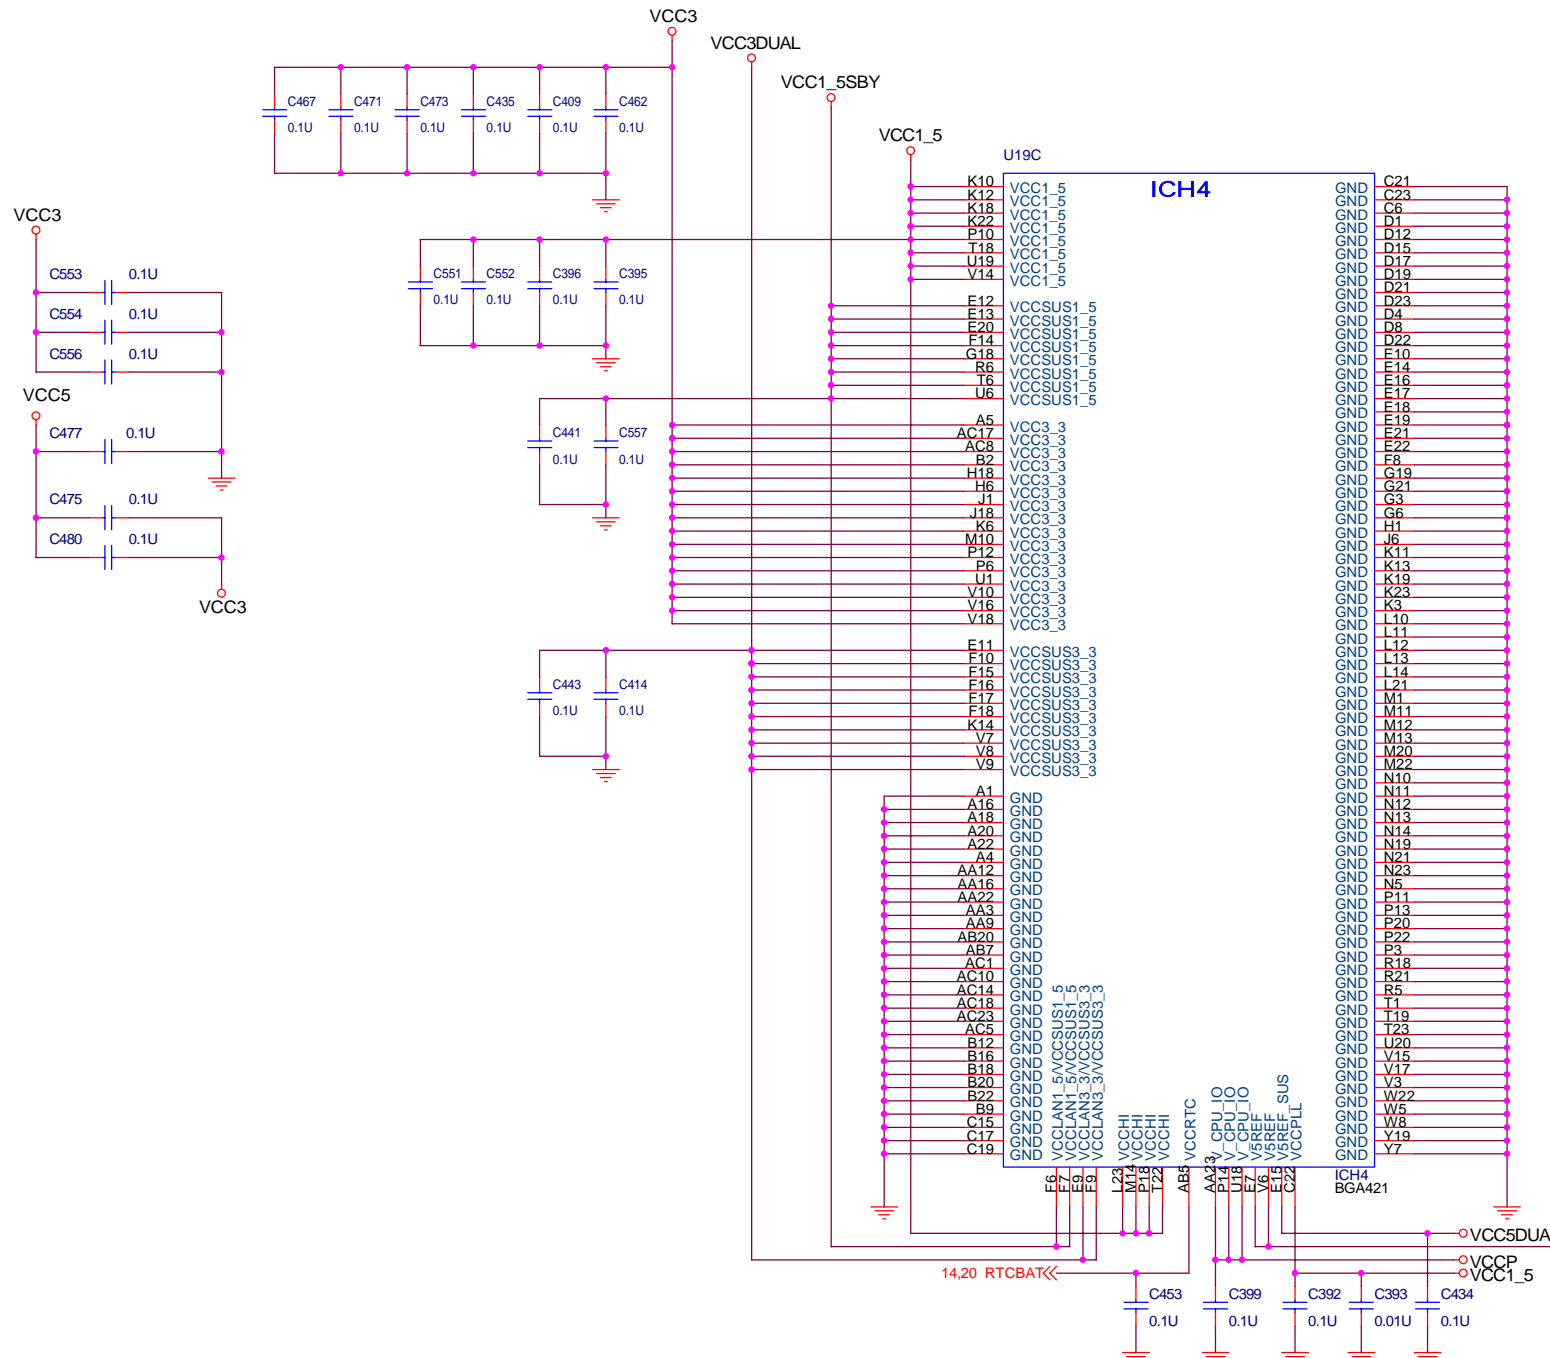 VCC3
VCC3DUAL
VCC1_5SBY
VCC1_5
C467 0.1U
C471 0.1U
C473 0.1U
C435 0.1U
C409 0.1U
C462 0.1U
C551 0.1U
C552 0.1U
C396 0.1U
C395 0.1U
C441 0.1U
C557 0.1U
C443 0.1U
C414 0.1U
VCC3
C553 0.1U
C554 0.1U
C556 0.1U
VCC5
C477 0.1U
C475 0.1U
C480 0.1U
VCC3
U19C
ICH4
K10 VCC1_5
K12 VCC1_5
K18 VCC1_5
K22 VCC1_5
P10 VCC1_5
T18 VCC1_5
U19 VCC1_5
V14 VCC1_5
E12 VCCSUS1_5
E13 VCCSUS1_5
E20 VCCSUS1_5
F14 VCCSUS1_5
G18 VCCSUS1_5
R6 VCCSUS1_5
T6 VCCSUS1_5
U6 VCCSUS1_5
A5 VCC3_3
AC17 VCC3_3
AC8 VCC3_3
B2 VCC3_3
H18 VCC3_3
H6 VCC3_3
J1 VCC3_3
J18 VCC3_3
K6 VCC3_3
M10 VCC3_3
P12 VCC3_3
P6 VCC3_3
U1 VCC3_3
V10 VCC3_3
V16 VCC3_3
V18 VCC3_3
E11 VCCSUS3_3
F10 VCCSUS3_3
F15 VCCSUS3_3
F16 VCCSUS3_3
F17 VCCSUS3_3
F18 VCCSUS3_3
K14 VCCSUS3_3
V7 VCCSUS3_3
V8 VCCSUS3_3
V9 VCCSUS3_3
A1 GND
A16 GND
A18 GND
A20 GND
A22 GND
A4 GND
AA12 GND
AA16 GND
AA22 GND
AA3 GND
AA9 GND
AB20 GND
AB7 GND
AC1 GND
AC10 GND
AC14 GND
AC18 GND
AC23 GND
AC5 GND
B12 GND
B16 GND
B18 GND
B20 GND
B22 GND
B9 GND
C15 GND
C17 GND
C19 GND
GND C21
GND C23
GND C6
GND D1
GND D12
GND D15
GND D17
GND D19
GND D21
GND D23
GND D4
GND D8
GND D22
GND E10
GND E14
GND E16
GND E17
GND E18
GND E19
GND E21
GND E22
GND F8
GND G19
GND G21
GND G3
GND G6
GND H1
GND J6
GND K11
GND K13
GND K19
GND K23
GND K3
GND L10
GND L11
GND L12
GND L13
GND L14
GND L21
GND M1
GND M11
GND M12
GND M13
GND M20
GND M22
GND N10
GND N11
GND N12
GND N13
GND N14
GND N19
GND N21
GND N23
GND N5
GND P11
GND P13
GND P20
GND P22
GND P3
GND R18
GND R21
GND R5
GND T1
GND T19
GND T23
GND U20
GND V15
GND V17
GND V3
GND W22
GND W5
GND W8
GND Y19
GND Y7
VCCLAN1_5/VCCSUS1_5 F6
VCCLAN1_5/VCCSUS1_5 F7
VCCLAN3_3/VCCSUS3_3 E9
VCCLAN3_3/VCCSUS3_3 F9
VCCHI L23
VCCHI M14
VCCHI P18
VCCHI T22
VCCRTC AB5
V_CPU_IO AA23
V_CPU_IO P14
V_CPU_IO U18
V5REF E7
V5REF V6
V5REF_SUS E15
VCCPLL C22
ICH4
BGA421
VCC5DUA
VCCP
VCC1_5
14,20 RTCBAT
C453 0.1U
C399 0.1U
C392 0.1U
C393 0.01U
C434 0.1U